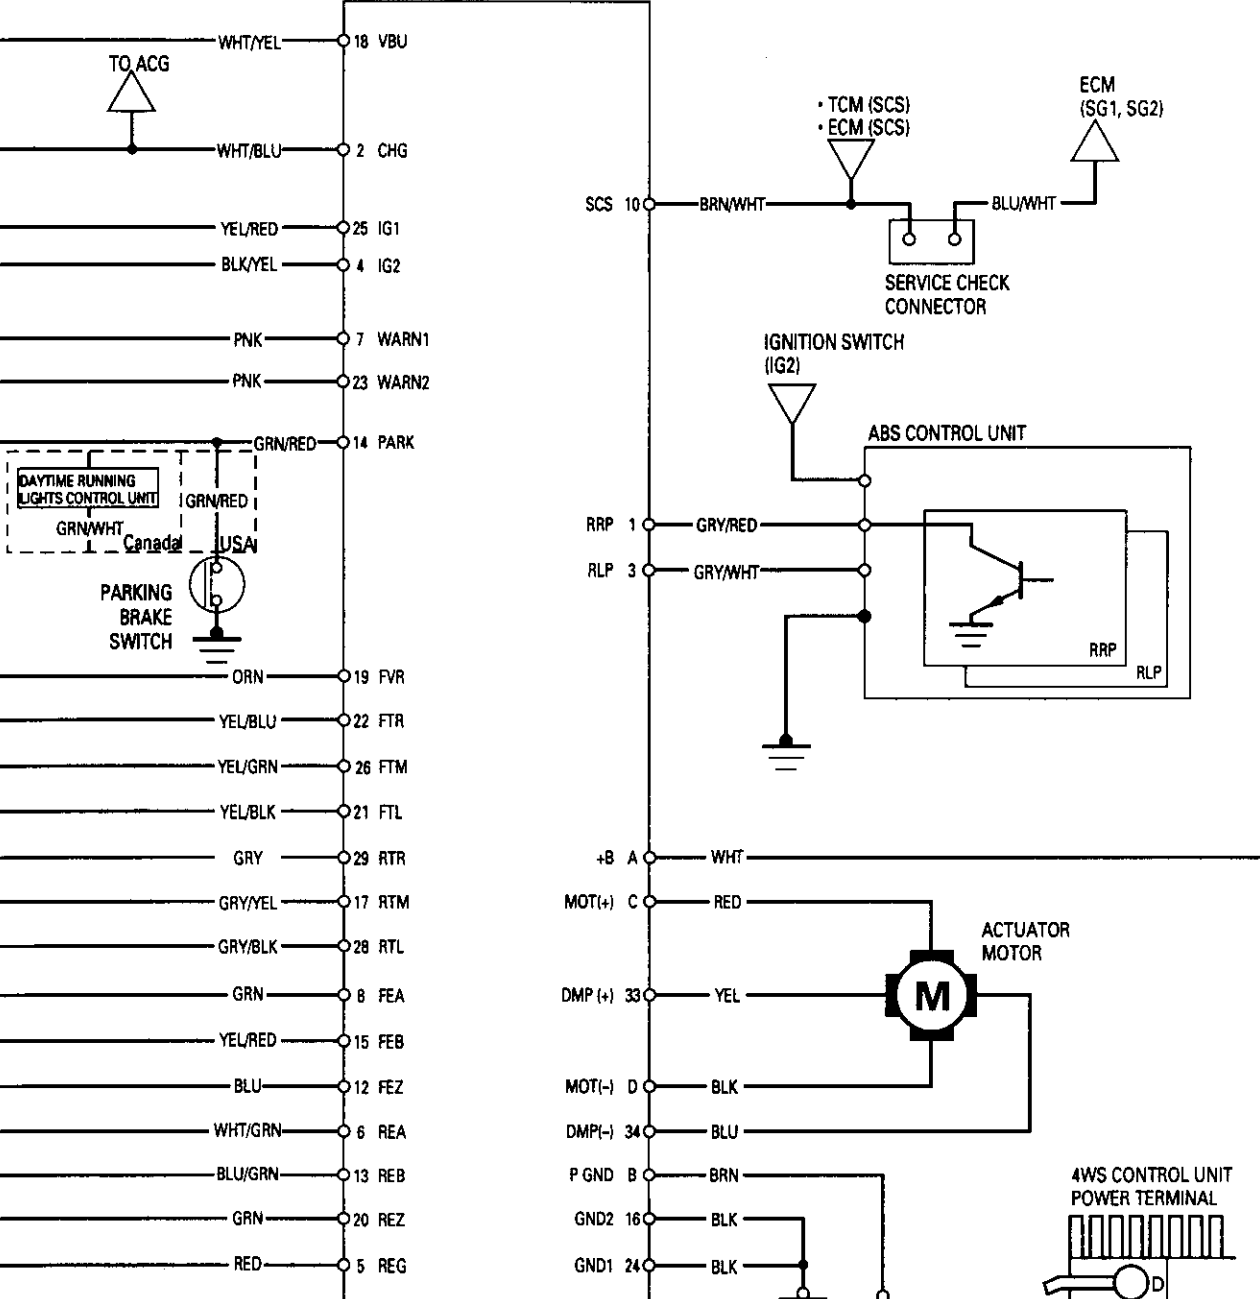 WHT/YEL 18 VBU
TO ACG
WHT/BLU 2 CHG
YEL/RED 25 IG1
BLK/YEL 4 IG2
PNK 7 WARN1
PNK 23 WARN2
GRN/RED 14 PARK
DAYTIME RUNNING
LIGHTS CONTROL UNIT
GRN/RED
GRN/WHT
Canada USA
PARKING
BRAKE
SWITCH
ORN 19 FVR
YEL/BLU 22 FTR
YEL/GRN 26 FTM
YEL/BLK 21 FTL
GRY 29 RTR
GRY/YEL 17 RTM
GRY/BLK 28 RTL
GRN 8 FEA
YEL/RED 15 FEB
BLU 12 FEZ
WHT/GRN 6 REA
BLU/GRN 13 REB
GRN 20 REZ
RED 5 REG
• TCM (SCS)
• ECM (SCS)
ECM
(SG1, SG2)
SCS 10 BRN/WHT
BLU/WHT
SERVICE CHECK
CONNECTOR
IGNITION SWITCH
(IG2)
ABS CONTROL UNIT
RRP 1 GRY/RED
RLP 3 GRY/WHT
RRP
RLP
+B A WHT
MOT(+) C RED
ACTUATOR
MOTOR
M
DMP (+) 33 YEL
MOT(-) D BLK
DMP(-) 34 BLU
P GND B BRN
GND2 16 BLK
GND1 24 BLK
4WS CONTROL UNIT
POWER TERMINAL
D